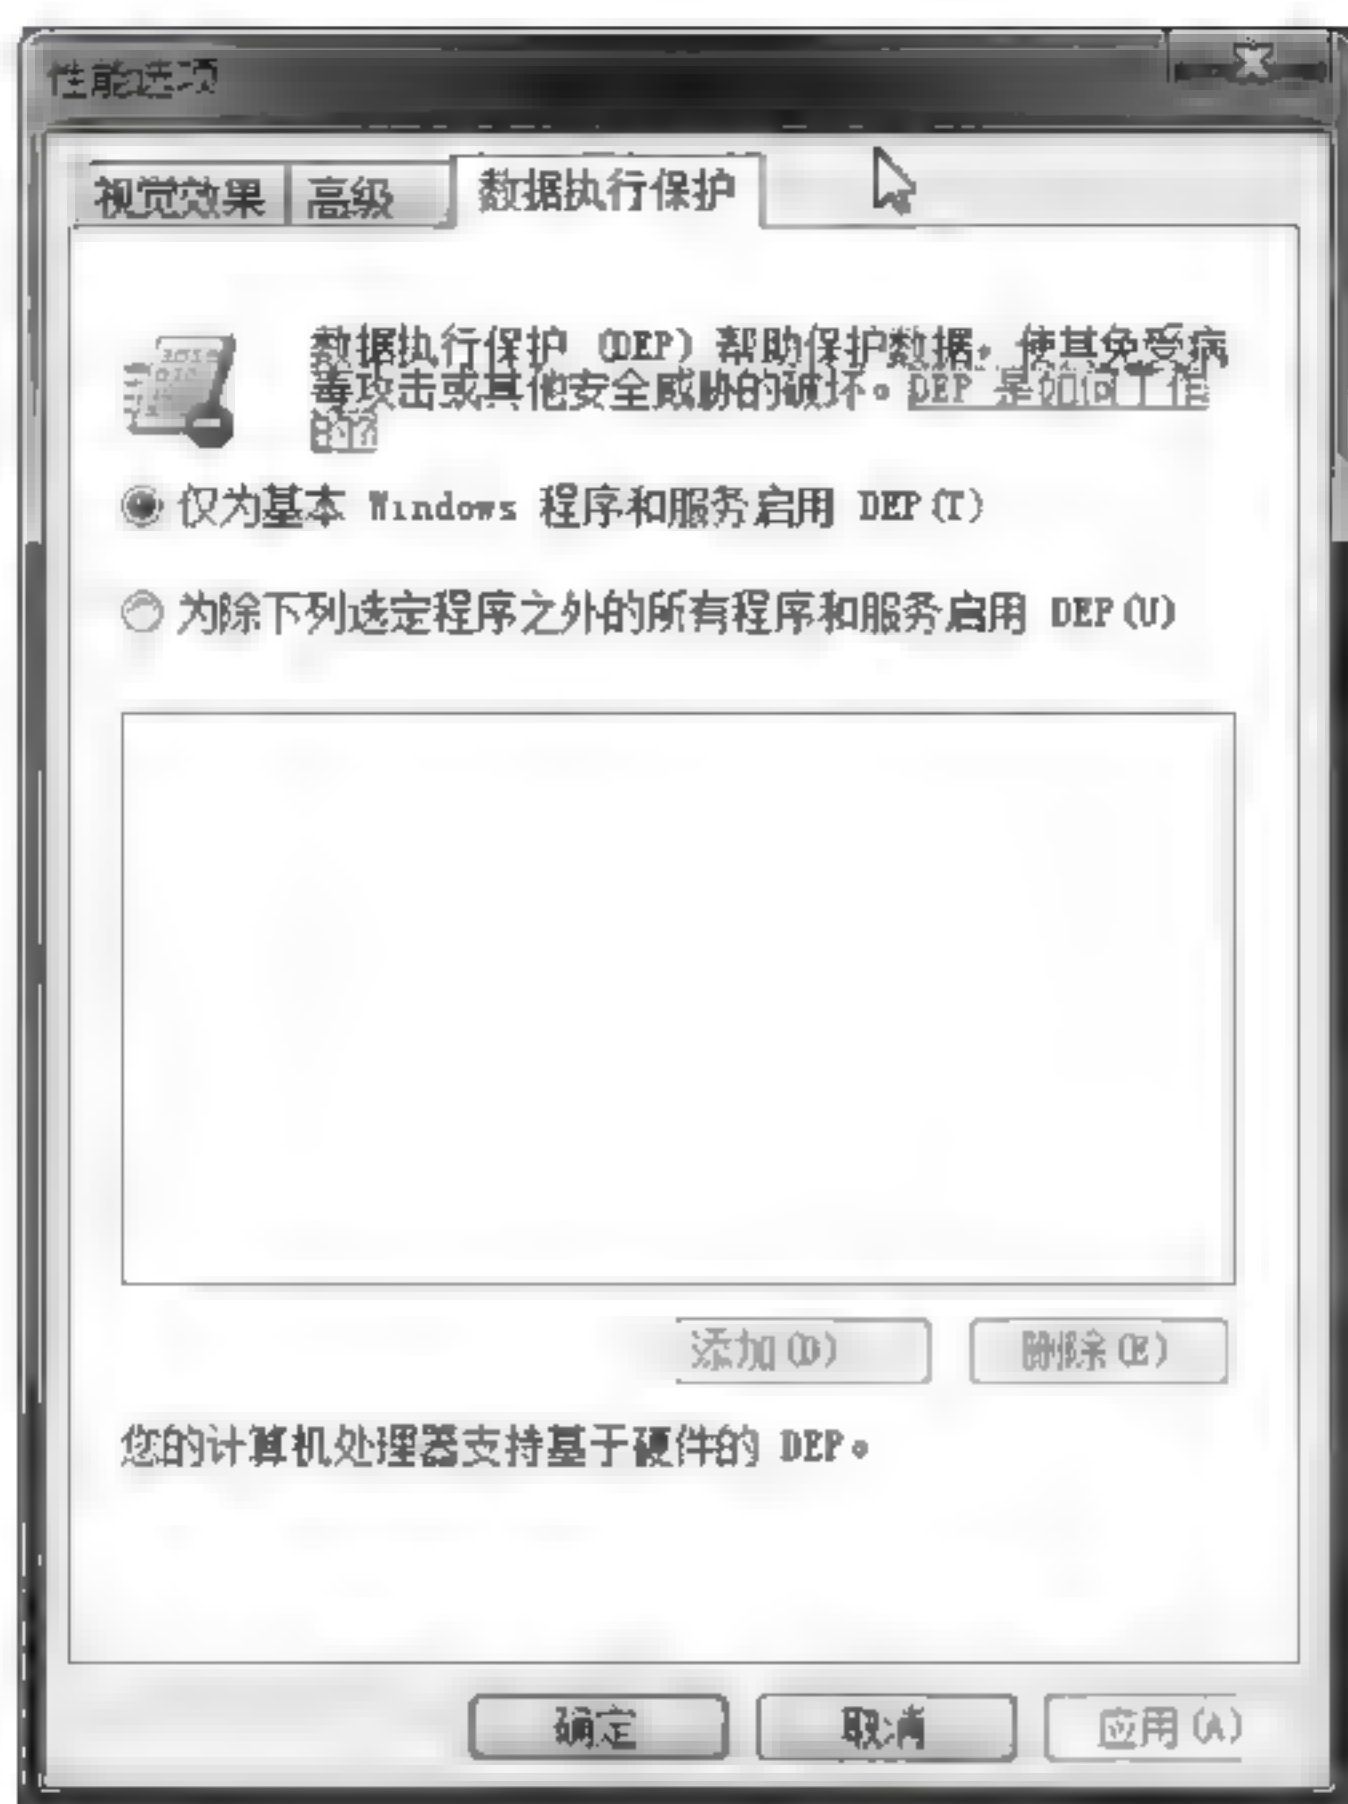 性能选项
视觉效果 高级 数据执行保护
数据执行保护 (DEP) 帮助保护数据，使其免受病
毒攻击或其他安全威胁的破坏。DEP 是如何工作
的?
仅为基本 Windows 程序和服务启用 DEP(T)
为除下列选定程序之外的所有程序和服务启用 DEP(U)
添加(D) 删除(E)
您的计算机处理器支持基于硬件的 DEP。
确定 取消 应用(A)